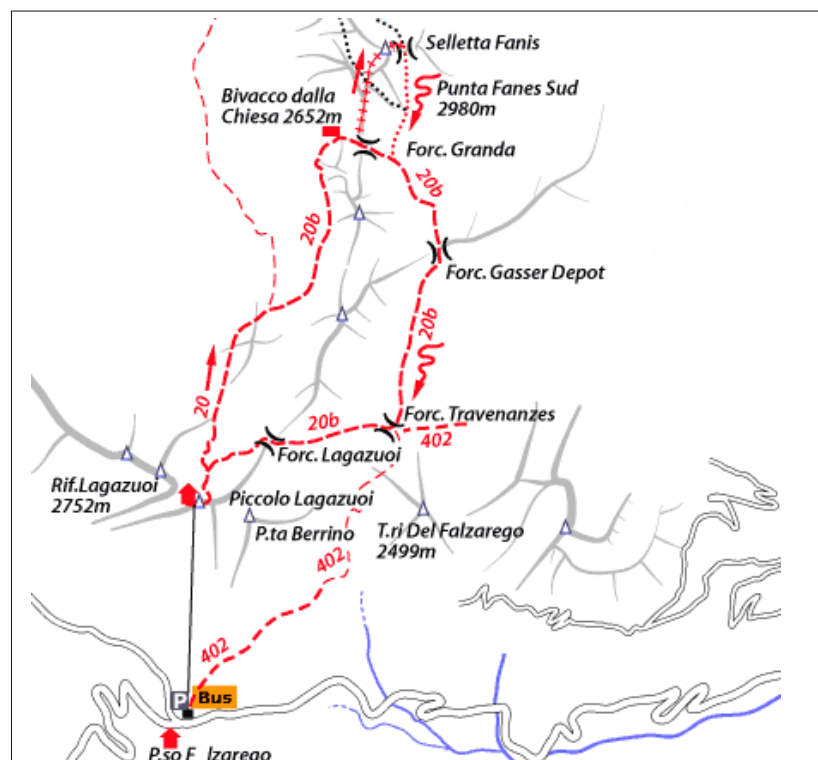 Selletta Fanis
Punta Fanes Sud
2980m
Bivacco dalla
Chiesa 2652m
Forc. Granda
20b
20b
Forc. Gasser Depot
20b
20
Forc. Travenanzes
20b
402
Forc. Lagazuoi
Rif.Lagazuoi
2752m
Piccolo Lagazuoi
P.ta Berrino
T.ri Del Falzarego
2499m
402
402
P Bus
P.so F lzarego